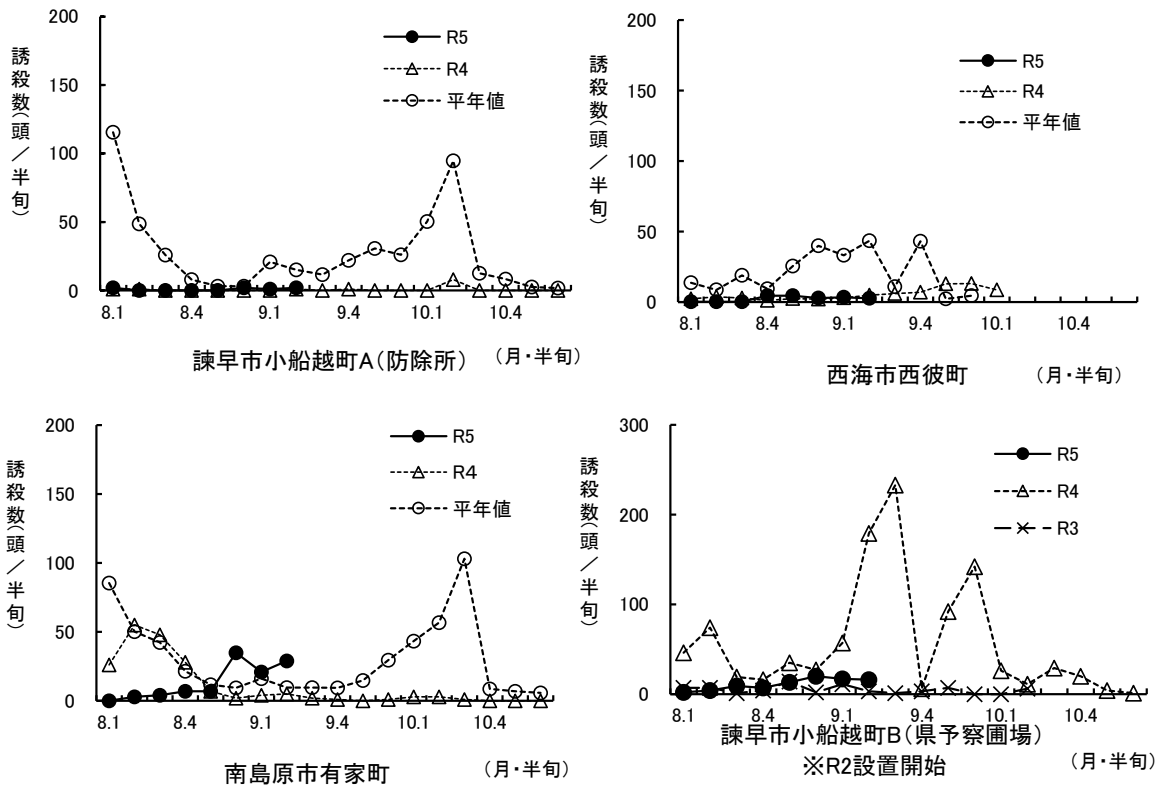 誘殺数(頭/半旬)
200
150
100
50
0
R5
R4
平年値
8.1 8.4 9.1 9.4 10.1 10.4
諫早市小船越町A(防除所) (月・半旬)
誘殺数(頭/半旬)
200
150
100
50
0
R5
R4
平年値
8.1 8.4 9.1 9.4 10.1 10.4
西海市西彼町 (月・半旬)
誘殺数(頭/半旬)
200
150
100
50
0
R5
R4
平年値
8.1 8.4 9.1 9.4 10.1 10.4
南島原市有家町 (月・半旬)
誘殺数(頭/半旬)
300
200
100
0
R5
R4
R3
8.1 8.4 9.1 9.4 10.1 10.4
諫早市小船越町B(県予察圃場)
※R2設置開始 (月・半旬)